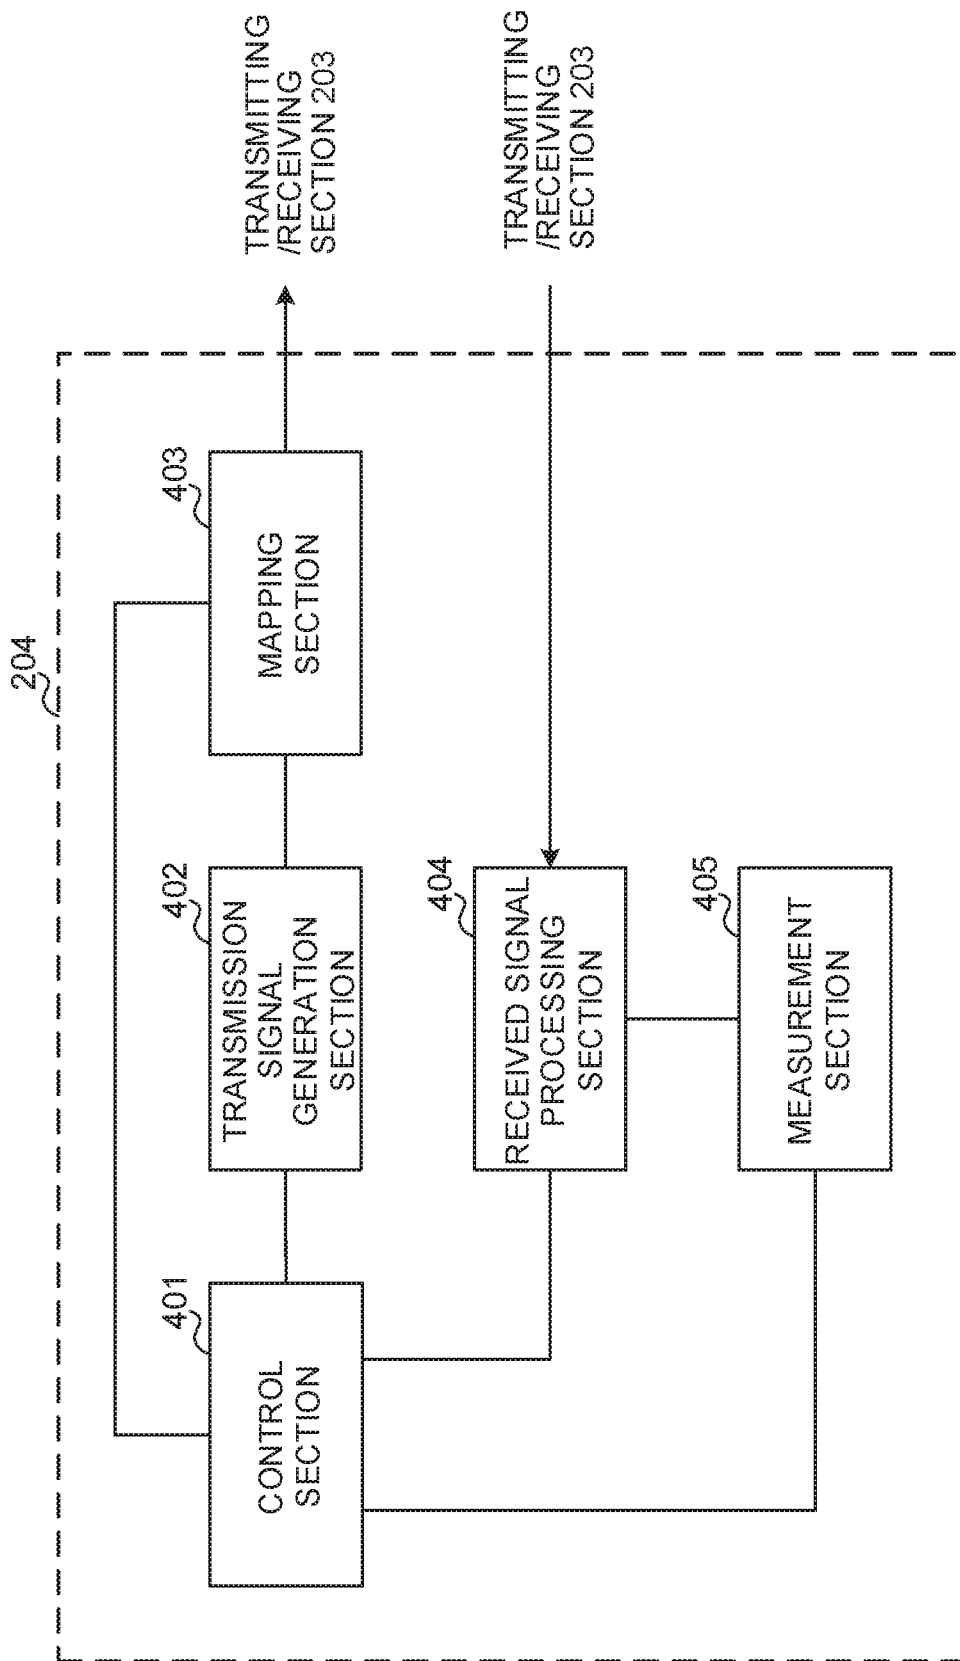 204
401
CONTROL
SECTION
402
TRANSMISSION
SIGNAL
GENERATION
SECTION
403
MAPPING
SECTION
TRANSMITTING
/RECEIVING
SECTION 203
404
RECEIVED SIGNAL
PROCESSING
SECTION
TRANSMITTING
/RECEIVING
SECTION 203
405
MEASUREMENT
SECTION